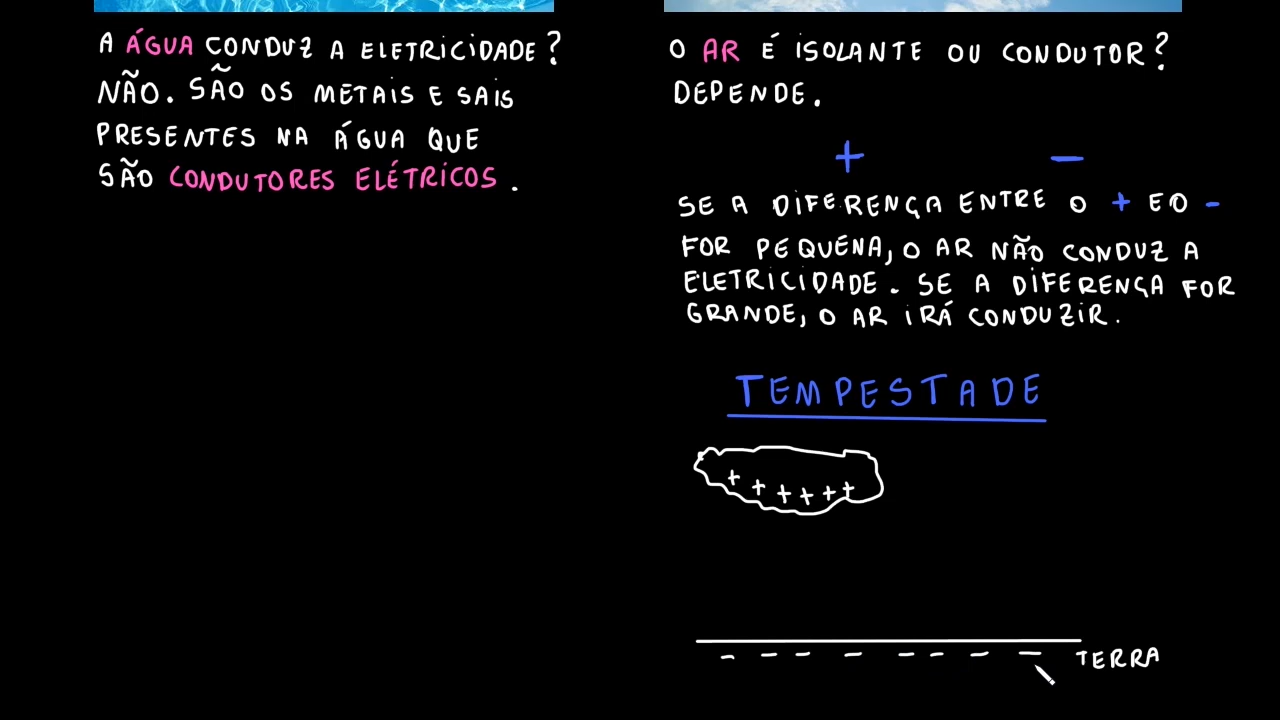 A ÁGUA CONDUZ A ELETRICIDADE?
NÃO. SÃO OS METAIS E SAIS
PRESENTES NA ÁGUA QUE
SÃO CONDUTORES ELÉTRICOS.
O AR É ISOLANTE OU CONDUTOR?
DEPENDE.
+ −
SE A DIFERENÇA ENTRE O + E O -
FOR PEQUENA, O AR NÃO CONDUZ A
ELETRICIDADE. SE A DIFERENÇA FOR
GRANDE, O AR IRÁ CONDUZIR.
TEMPESTADE
+ + + + + +
- - - - - - - -  TERRA